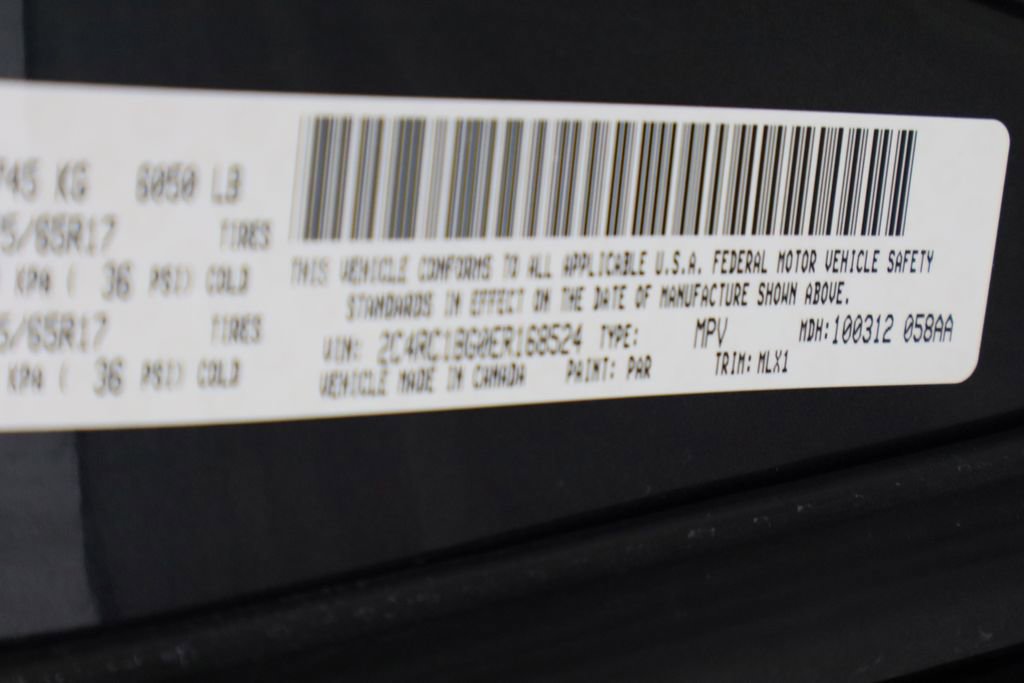 745 KG 6050 LB
5/65R17 TIRES
KPA ( 36 PSI) COLD
5/65R17 TIRES
KPA ( 36 PSI) COLD
THIS VEHICLE CONFORMS TO ALL APPLICABLE U.S.A. FEDERAL MOTOR VEHICLE SAFETY
STANDARDS IN EFFECT ON THE DATE OF MANUFACTURE SHOWN ABOVE.
VIN: 2C4RC1BG0ER168524 TYPE: MPV MDH:100312 058AA
VEHICLE MADE IN CANADA PAINT: PAR TRIM: MLX1